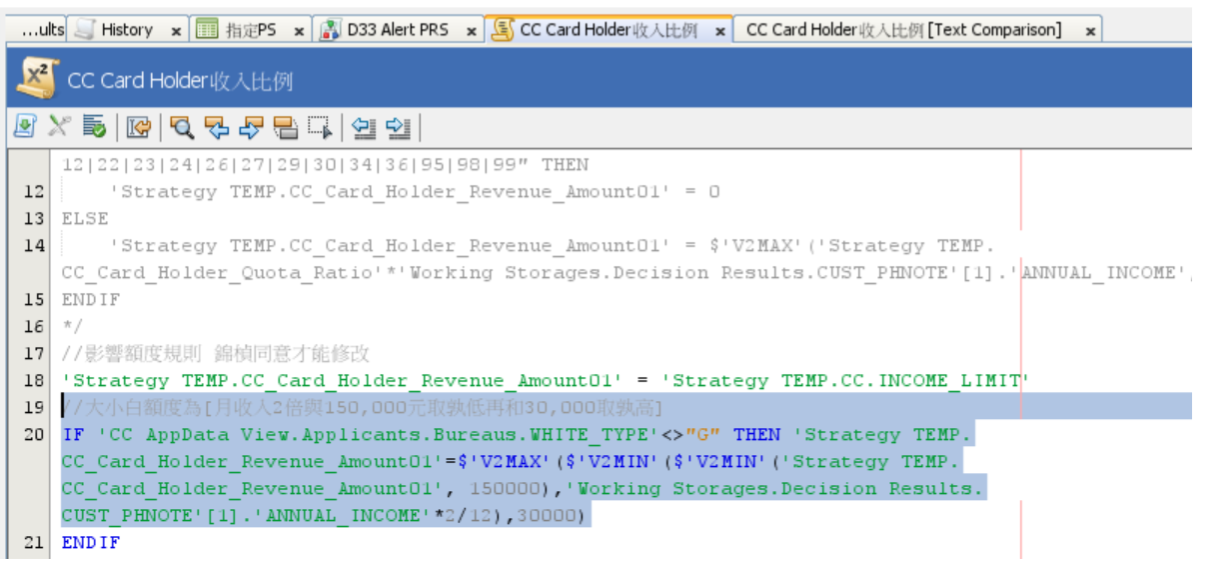 ...ults History x 指定PS x D33 Alert PRS x CC Card Holder收入比例 x CC Card Holder收入比例 [Text Comparison] x
X² CC Card Holder收入比例
12|22|23|24|26|27|29|30|34|36|95|98|99" THEN
12 'Strategy TEMP.CC_Card_Holder_Revenue_Amount01' = 0
13 ELSE
14 'Strategy TEMP.CC_Card_Holder_Revenue_Amount01' = $'V2MAX'('Strategy TEMP.
CC_Card_Holder_Quota_Ratio'*'Working Storages.Decision Results.CUST_PHNOTE'[1].'ANNUAL_INCOME',
15 ENDIF
16 */
17 //影響額度規則 錦楨同意才能修改
18 'Strategy TEMP.CC_Card_Holder_Revenue_Amount01' = 'Strategy TEMP.CC.INCOME_LIMIT'
19 //大小白額度為[月收入2倍與150,000元取孰低再和30,000取孰高]
20 IF 'CC AppData View.Applicants.Bureaus.WHITE_TYPE'<>"G" THEN 'Strategy TEMP.
CC_Card_Holder_Revenue_Amount01'=$'V2MAX'($'V2MIN'($'V2MIN'('Strategy TEMP.
CC_Card_Holder_Revenue_Amount01', 150000),'Working Storages.Decision Results.
CUST_PHNOTE'[1].'ANNUAL_INCOME'*2/12),30000)
21 ENDIF